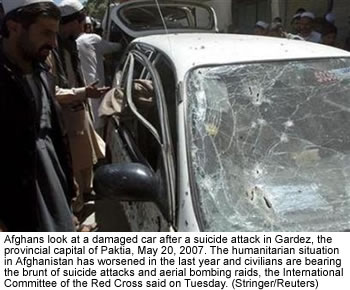 Afghans look at a damaged car after a suicide attack in Gardez, the
provincial capital of Paktia, May 20, 2007. The humanitarian situation
in Afghanistan has worsened in the last year and civilians are bearing
the brunt of suicide attacks and aerial bombing raids, the International
Committee of the Red Cross said on Tuesday. (Stringer/Reuters)